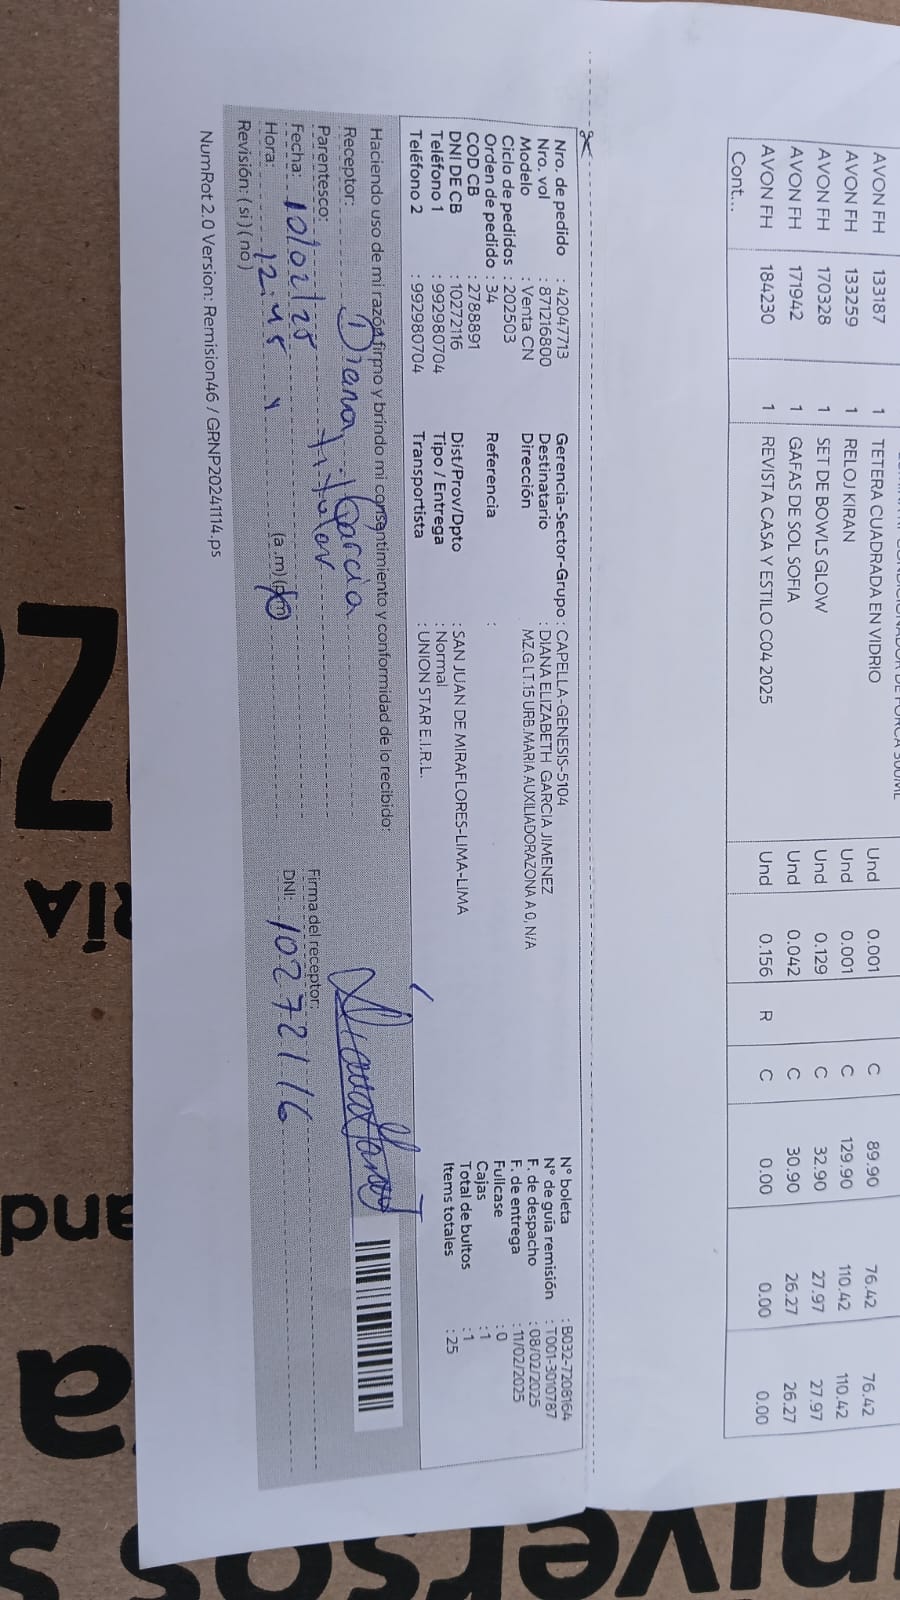 AVON FH 133187 1 TETERA CUADRADA EN VIDRIO Und 0.001 C 89.90 76.42 76.42
AVON FH 133259 1 RELOJ KIRAN Und 0.001 C 129.90 110.42 110.42
AVON FH 170328 1 SET DE BOWLS GLOW Und 0.129 C 32.90 27.97 27.97
AVON FH 171942 1 GAFAS DE SOL SOFIA Und 0.042 C 30.90 26.27 26.27
AVON FH 184230 1 REVISTA CASA Y ESTILO C04 2025 Und 0.156 R C 0.00 0.00 0.00
Cont...
Nro. de pedido : 42047713 Gerencia-Sector-Grupo : CAPELLA-GENESIS-5104 N° boleta : B032-7208164
Nro. vol : 871216800 Destinatario : DIANA ELIZABETH GARCIA JIMENEZ N° de guía remisión : T001-3010787
Modelo : Venta CN Dirección MZ.G LT.15 URB.MARIA AUXILIADORAZONA A 0, N/A F. de despacho : 08/02/2025
Ciclo de pedidos : 202503 F. de entrega : 11/02/2025
Orden de pedido : 34 Referencia : Fullcase : 0
COD CB : 2788891 Cajas : 1
DNI DE CB : 10272116 Dist/Prov/Dpto : SAN JUAN DE MIRAFLORES-LIMA-LIMA Total de bultos : 1
Teléfono 1 : 992980704 Tipo / Entrega : Normal Items totales : 25
Teléfono 2 : 992980704 Transportista : UNION STAR E.I.R.L.
Haciendo uso de mi razón firmo y brindo mi consentimiento y conformidad de lo recibido:
Receptor: Diana García
Parentesco: titular Firma del receptor:
Fecha: 10/02/25 DNI: 10272116
Hora: 12:45 (a.m) (p.m)
Revisión: ( si ) ( no )
NumRot 2.0 Version: Remision46 / GRNP20241114.ps